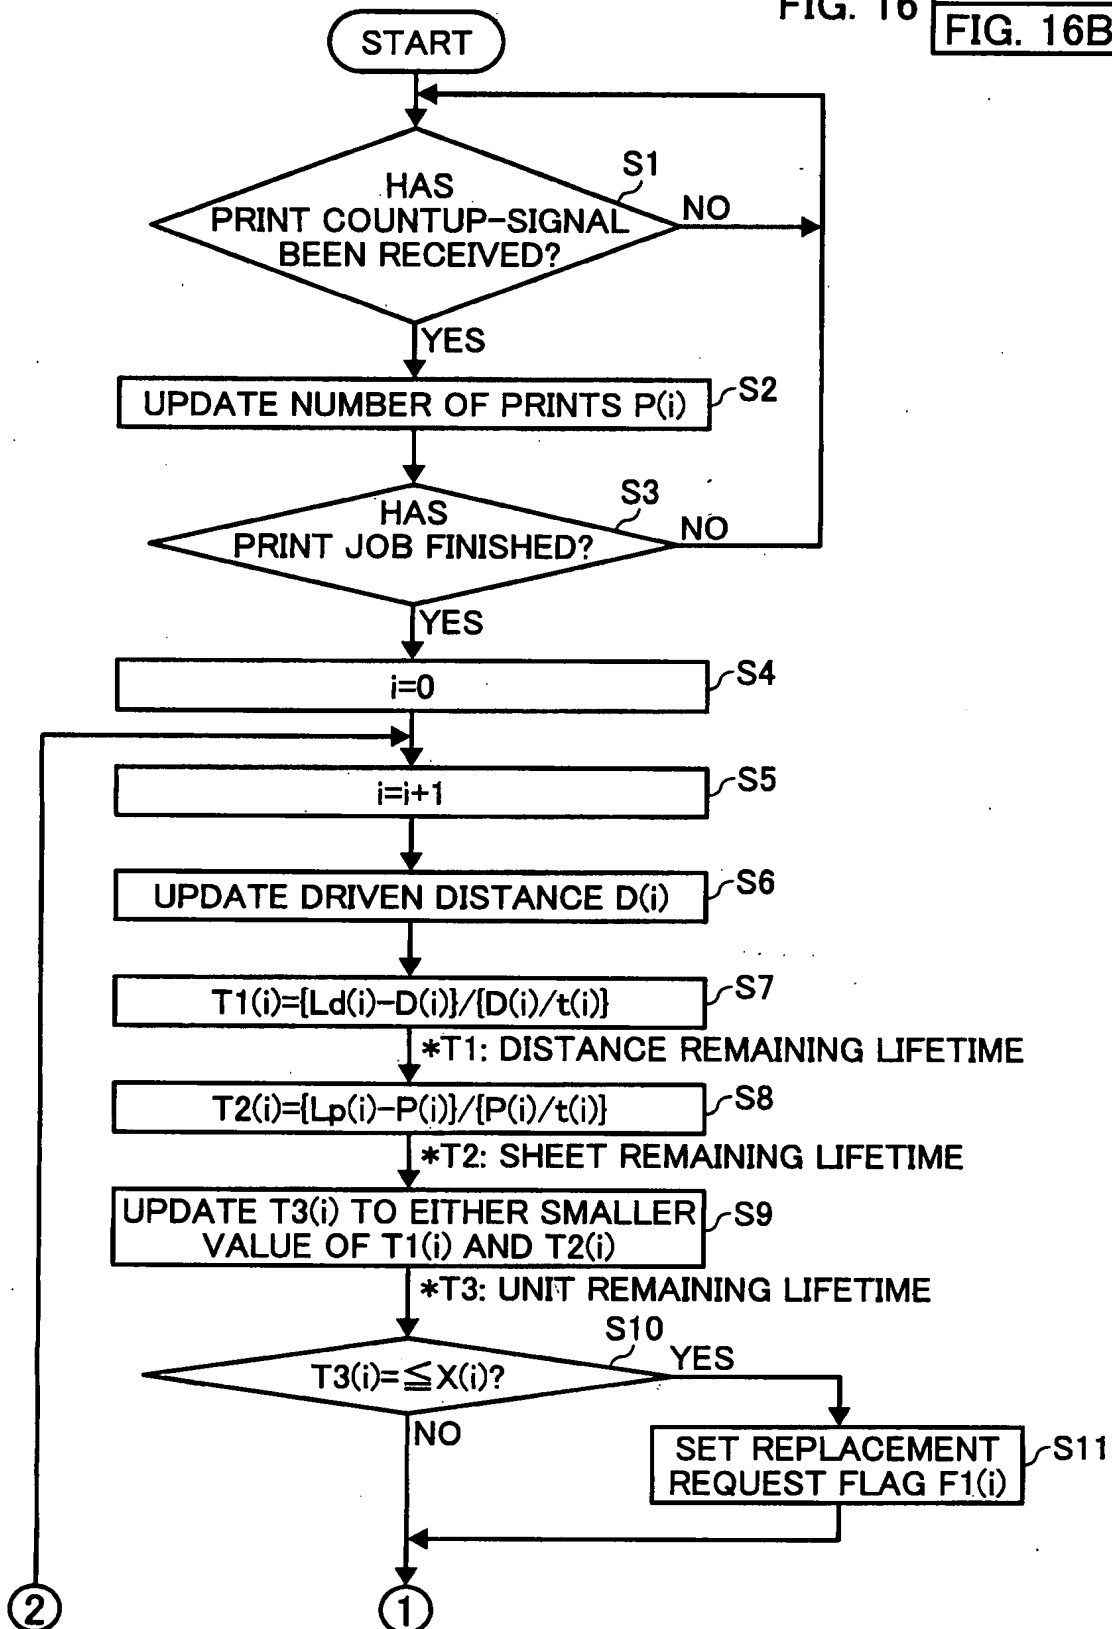 FIG. 16
FIG. 16B
START
HAS
PRINT COUNTUP-SIGNAL
BEEN RECEIVED?
S1
NO
YES
UPDATE NUMBER OF PRINTS P(i)
S2
HAS
PRINT JOB FINISHED?
S3
NO
YES
i=0
S4
i=i+1
S5
UPDATE DRIVEN DISTANCE D(i)
S6
T1(i)={Ld(i)-D(i)}/{D(i)/t(i)}
S7
*T1: DISTANCE REMAINING LIFETIME
T2(i)={Lp(i)-P(i)}/{P(i)/t(i)}
S8
*T2: SHEET REMAINING LIFETIME
UPDATE T3(i) TO EITHER SMALLER
VALUE OF T1(i) AND T2(i)
S9
*T3: UNIT REMAINING LIFETIME
T3(i)=≦X(i)?
S10
YES
NO
SET REPLACEMENT
REQUEST FLAG F1(i)
S11
2
1